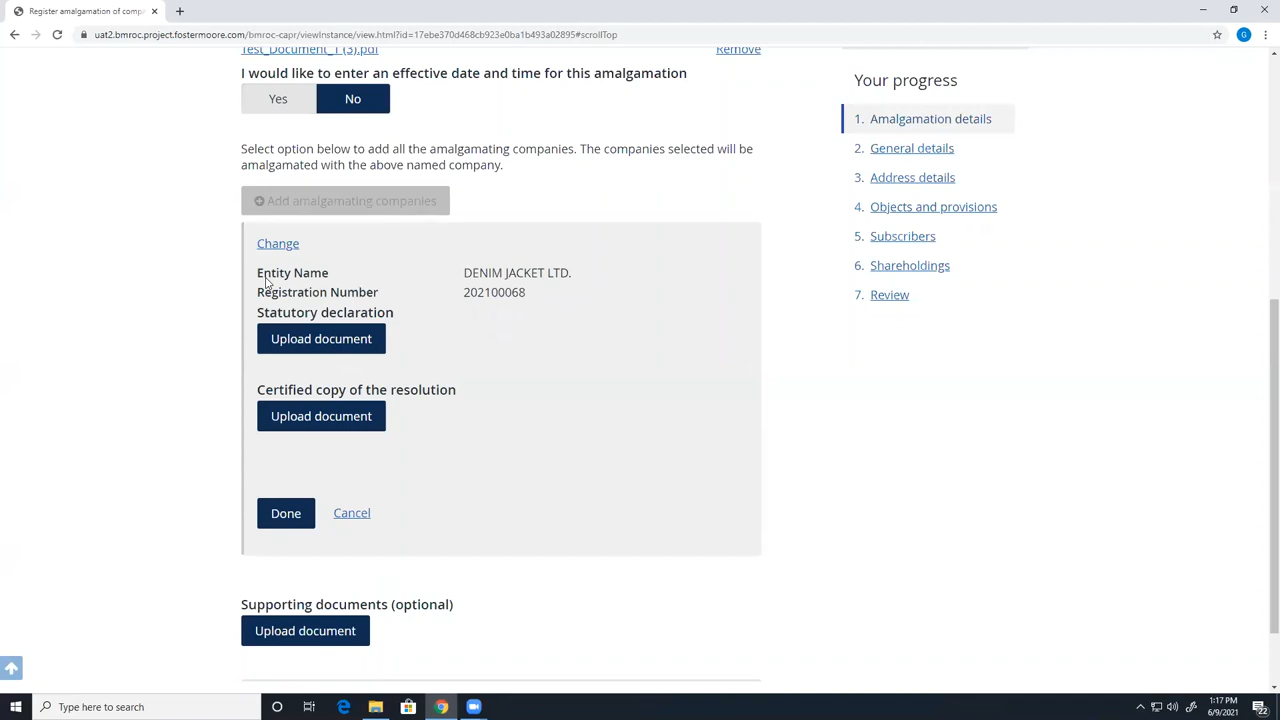 Register amalgamation of comp
uat2.bmroc.project.fostermoore.com/bmroc-capr/viewInstance/view.html?id=17ebe370d468cb923e0ba1b493a02895#scrollTop
G
Test_Document_1 (3).pdf
Remove
I would like to enter an effective date and time for this amalgamation
Yes
No
Select option below to add all the amalgamating companies. The companies selected will be
amalgamated with the above named company.
Add amalgamating companies
Change
Entity Name DENIM JACKET LTD.
Registration Number 202100068
Statutory declaration
Upload document
Certified copy of the resolution
Upload document
Done
Cancel
Supporting documents (optional)
Upload document
Your progress
1. Amalgamation details
2. General details
3. Address details
4. Objects and provisions
5. Subscribers
6. Shareholdings
7. Review
Type here to search
1:17 PM
6/9/2021
22